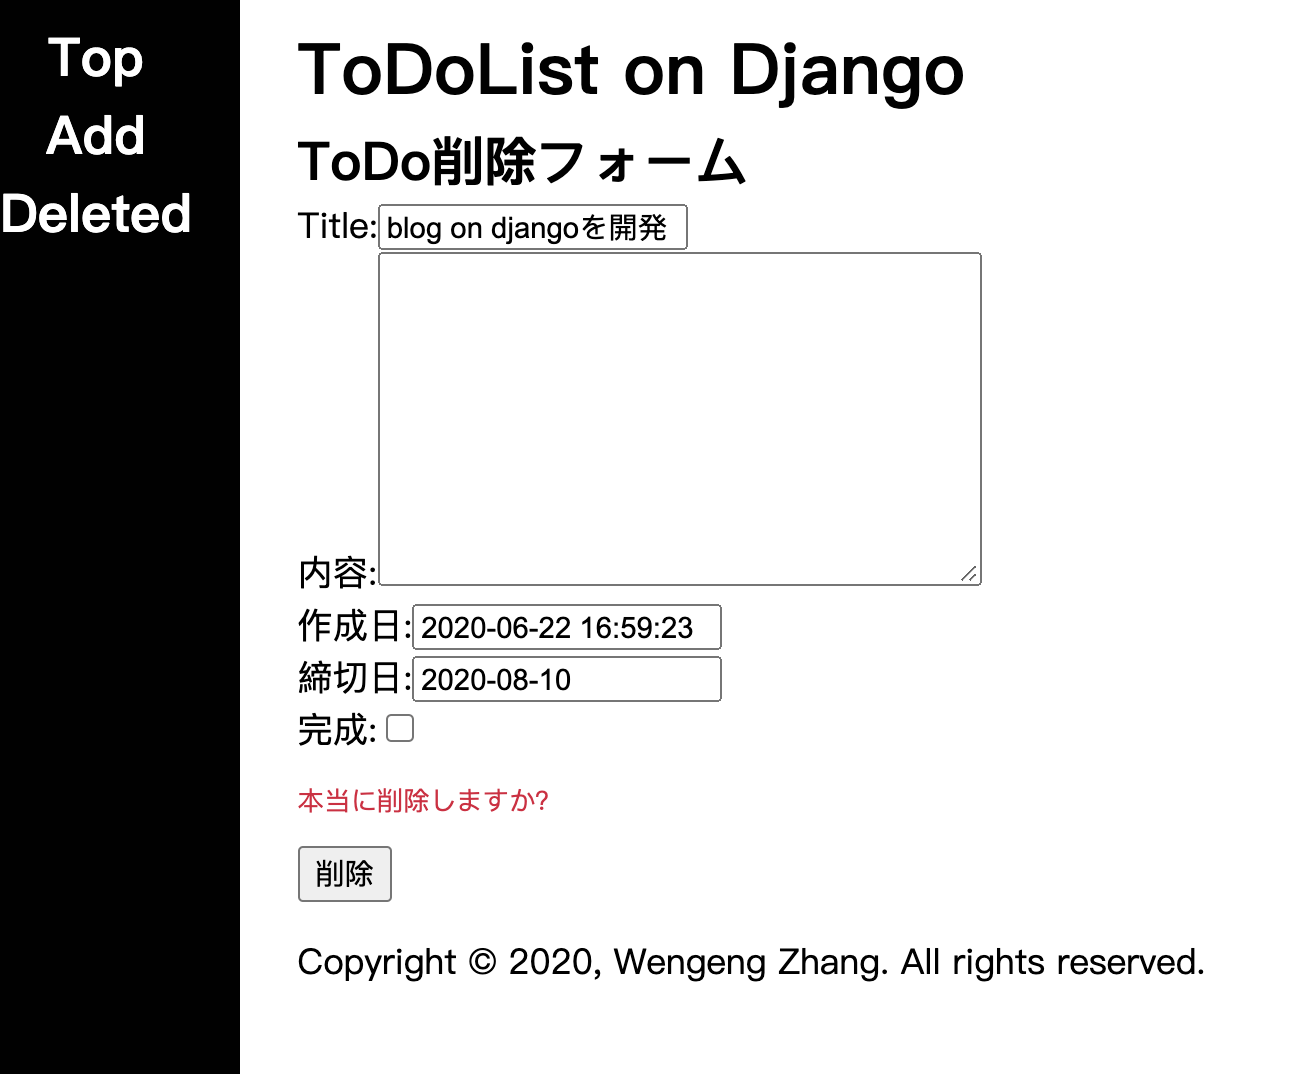 Top
Add
Deleted
ToDoList on Django
ToDo削除フォーム
Title: blog on djangoを開発
内容:
作成日: 2020-06-22 16:59:23
締切日: 2020-08-10
完成:
本当に削除しますか?
削除
Copyright © 2020, Wengeng Zhang. All rights reserved.